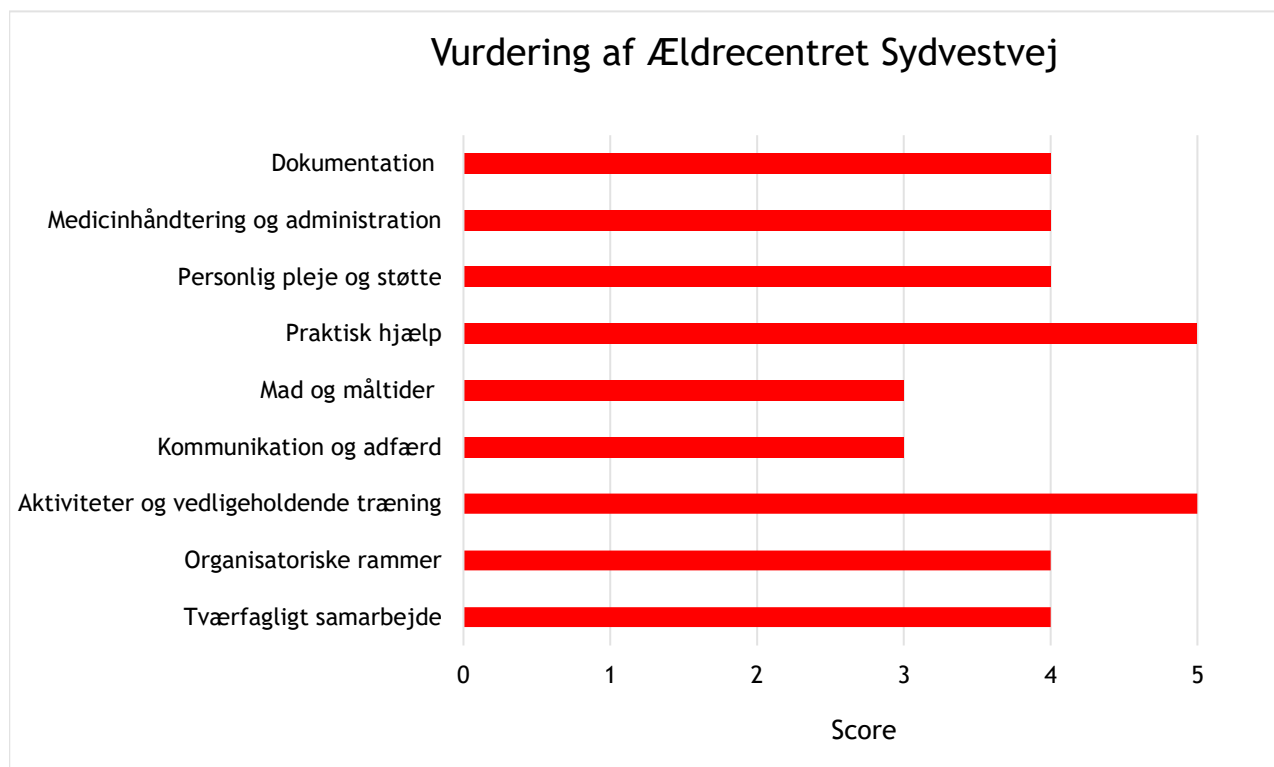 Vurdering af Ældrecentret Sydvestvej
Dokumentation
Medicinhåndtering og administration
Personlig pleje og støtte
Praktisk hjælp
Mad og måltider
Kommunikation og adfærd
Aktiviteter og vedligeholdende træning
Organisatoriske rammer
Tværfagligt samarbejde
0 1 2 3 4 5
Score